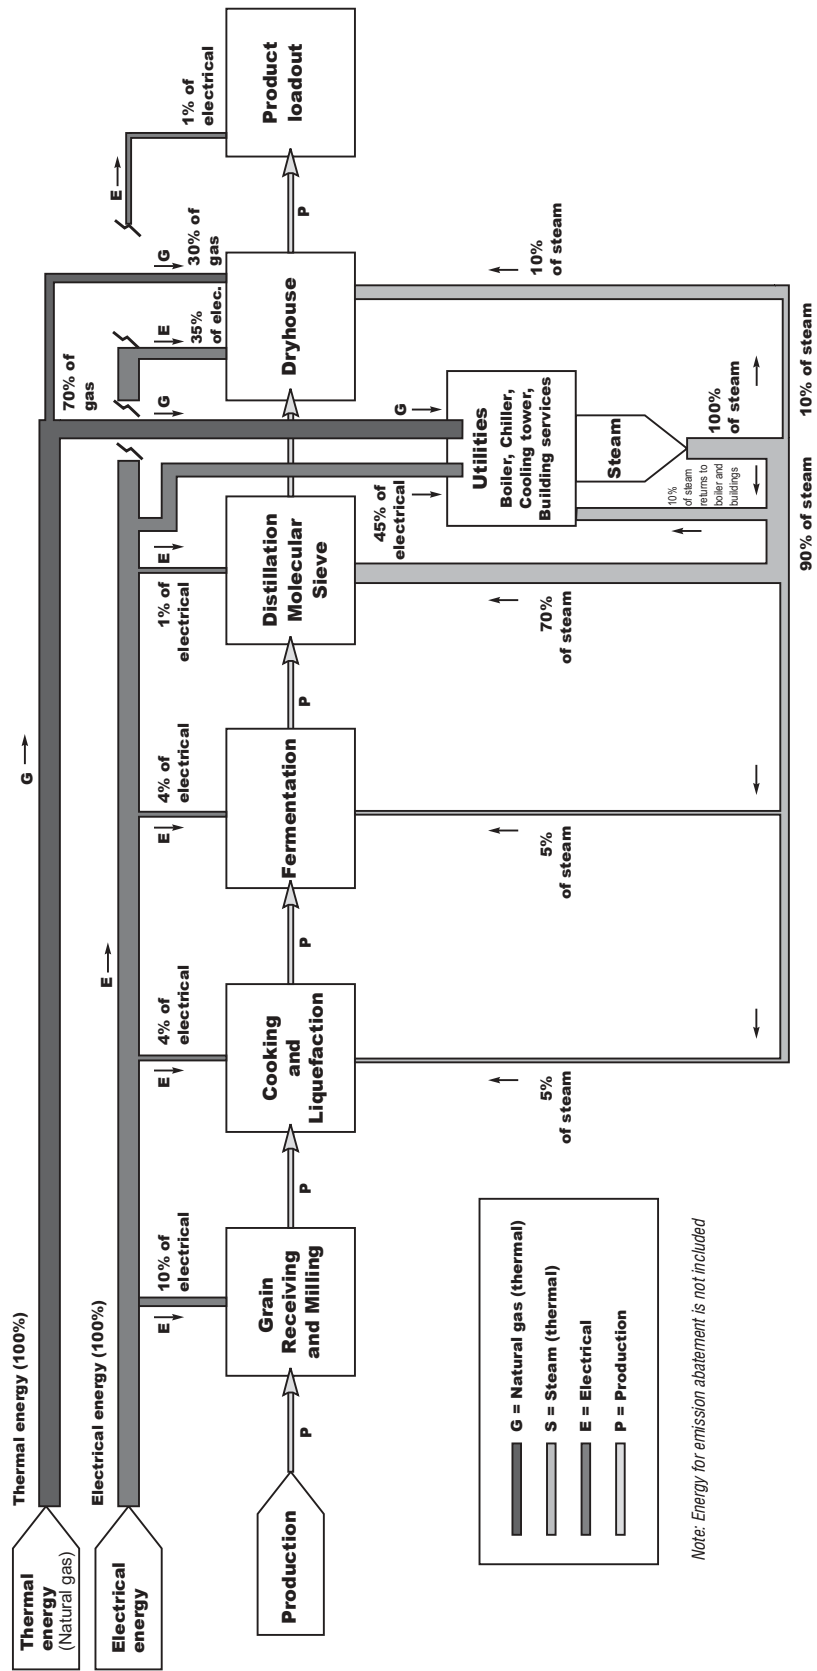 Thermal
energy
(Natural gas)
Thermal energy (100%)
G
70% of
gas
G
30% of
gas
G
G
Electrical
energy
Electrical energy (100%)
E
E
10% of
electrical
E
4% of
electrical
E
4% of
electrical
E
1% of
electrical
45% of
electrical
E
35%
of elec.
E
1% of
electrical
Production
P
Grain
Receiving
and Milling
P
Cooking
and
Liquefaction
P
Fermentation
P
Distillation
Molecular
Sieve
Dryhouse
P
Product
loadout
Utilities
Boiler, Chiller,
Cooling tower,
Building services
Steam
100%
of steam
10%
of steam
returns to
boiler and
buildings
5%
of steam
5%
of steam
70%
of steam
10%
of steam
90% of steam
10% of steam
G = Natural gas (thermal)
S = Steam (thermal)
E = Electrical
P = Production
Note: Energy for emission abatement is not included